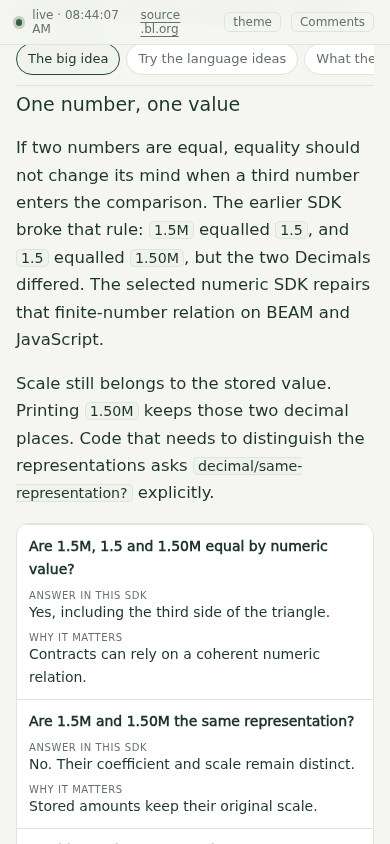 live · 08:44:07 AM
source
.bl.org
theme
Comments
The big idea
Try the language ideas
What the
One number, one value
If two numbers are equal, equality should
not change its mind when a third number
enters the comparison. The earlier SDK
broke that rule: 1.5M equalled 1.5, and
1.5 equalled 1.50M, but the two Decimals
differed. The selected numeric SDK repairs
that finite-number relation on BEAM and
JavaScript.
Scale still belongs to the stored value.
Printing 1.50M keeps those two decimal
places. Code that needs to distinguish the
representations asks decimal/same-
representation? explicitly.
Are 1.5M, 1.5 and 1.50M equal by numeric
value?
ANSWER IN THIS SDK
Yes, including the third side of the triangle.
WHY IT MATTERS
Contracts can rely on a coherent numeric
relation.
Are 1.5M and 1.50M the same representation?
ANSWER IN THIS SDK
No. Their coefficient and scale remain distinct.
WHY IT MATTERS
Stored amounts keep their original scale.